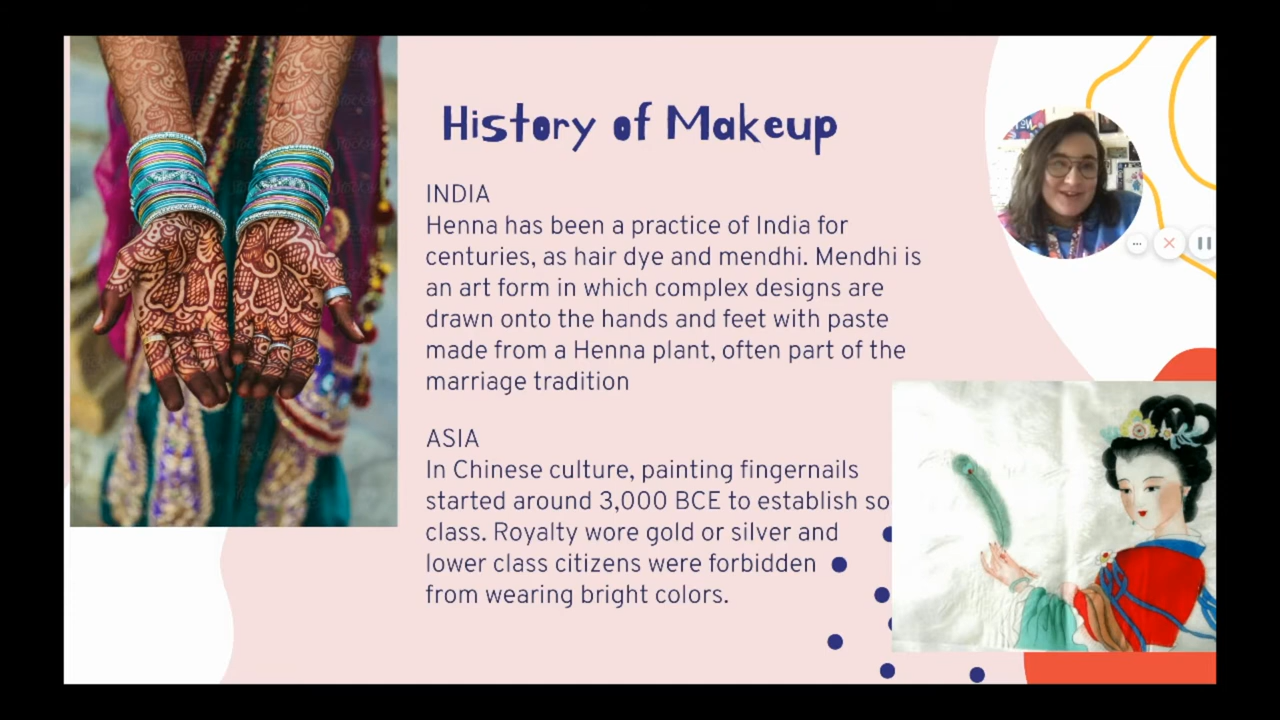 History of Makeup
INDIA
Henna has been a practice of India for
centuries, as hair dye and mendhi. Mendhi is
an art form in which complex designs are
drawn onto the hands and feet with paste
made from a Henna plant, often part of the
marriage tradition
ASIA
In Chinese culture, painting fingernails
started around 3,000 BCE to establish so
class. Royalty wore gold or silver and
lower class citizens were forbidden
from wearing bright colors.